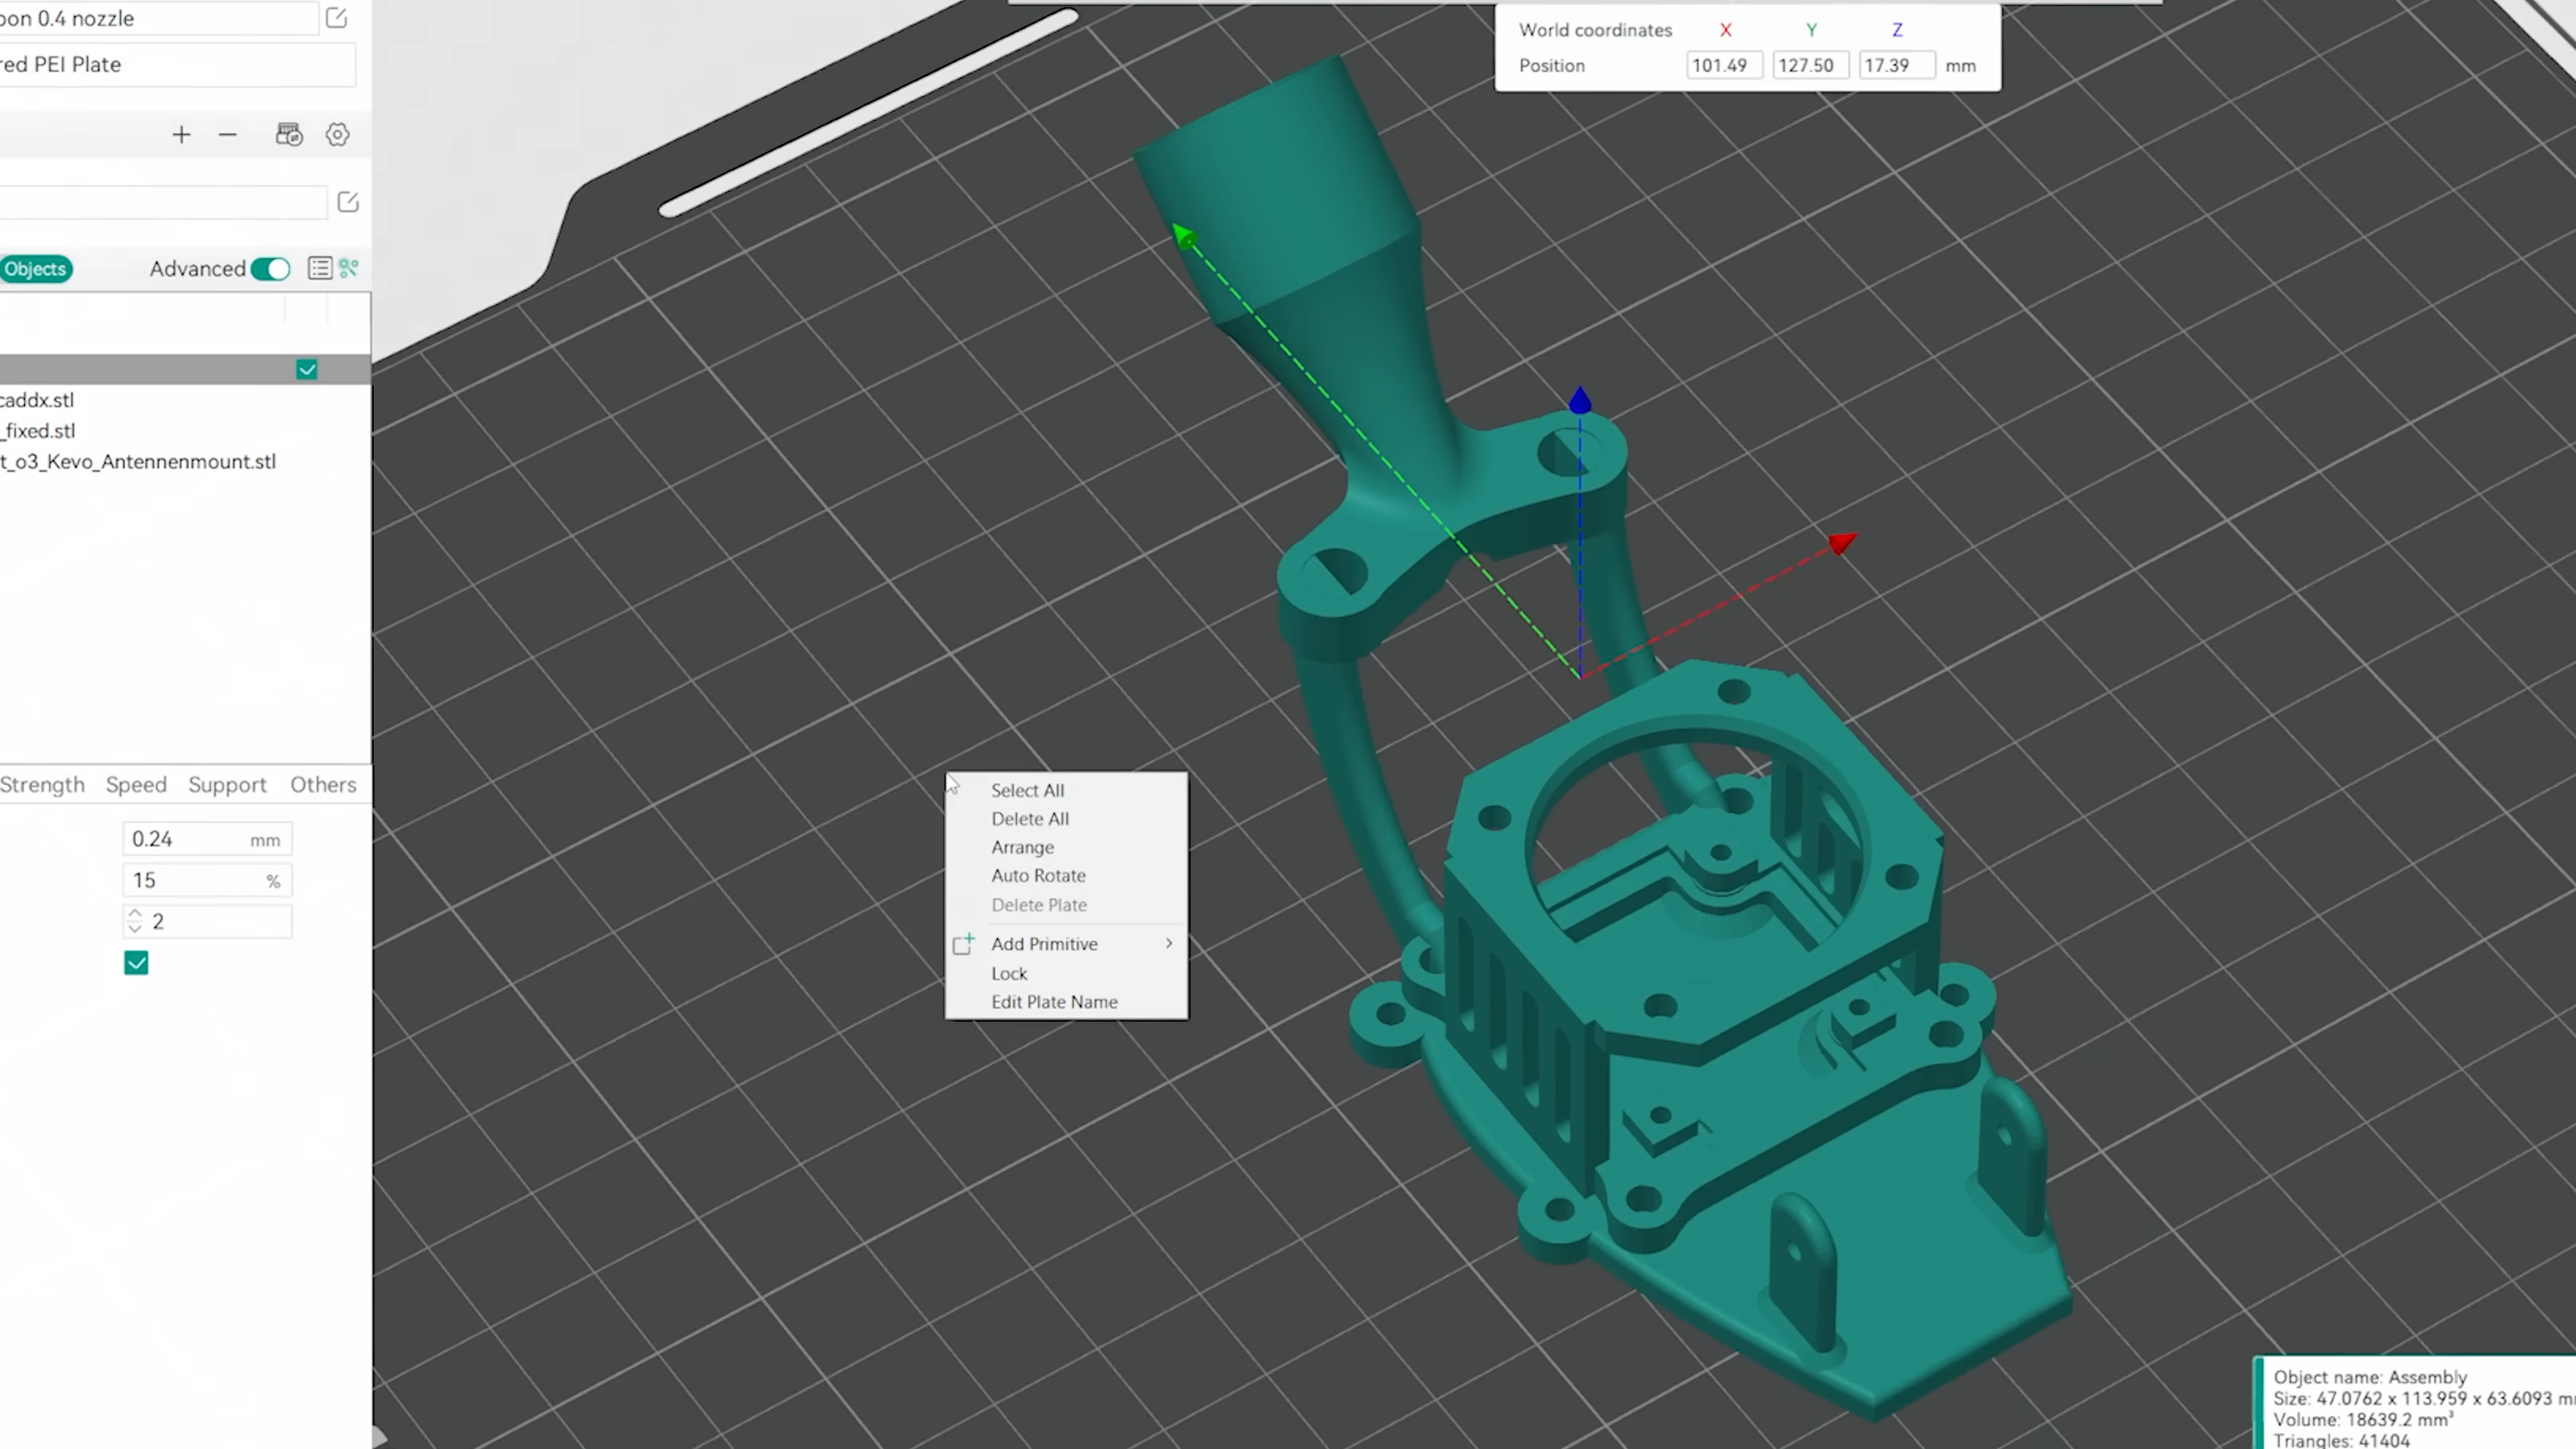 oon 0.4 nozzle
red PEI Plate
Objects
Advanced
caddx.stl
_fixed.stl
t_o3_Kevo_Antennenmount.stl
Strength Speed Support Others
0.24 mm
15 %
2
World coordinates X Y Z
Position 101.49 127.50 17.39 mm
Select All
Delete All
Arrange
Auto Rotate
Delete Plate
Add Primitive
Lock
Edit Plate Name
Object name: Assembly
Size: 47.0762 x 113.959 x 63.6093 m
Volume: 18639.2 mm³
Triangles: 41404